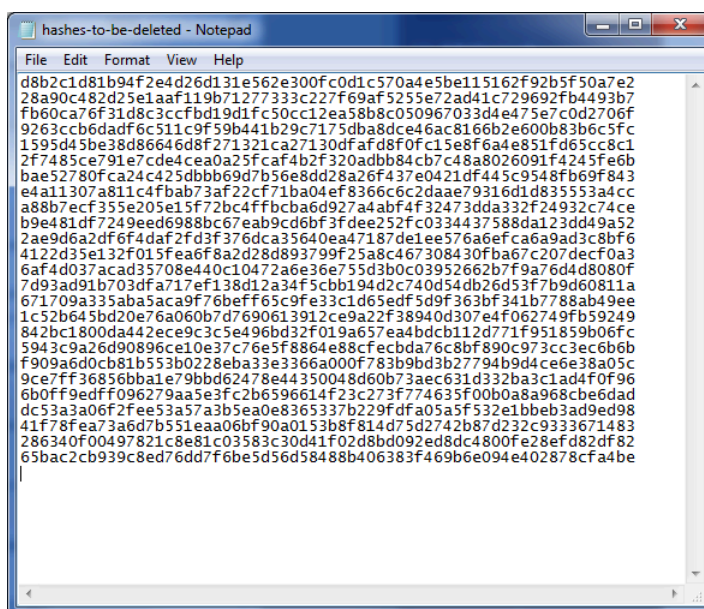 hashes-to-be-deleted - Notepad
File Edit Format View Help
d8b2c1d81b94f2e4d26d131e562e300fc0d1c570a4e5be115162f92b5f50a7e2
28a90c482d25e1aaf119b71277333c227f69af5255e72ad41c729692fb4493b7
fb60ca76f31d8c3ccfbd19d1fc50cc12ea58b8c050967033d4e475e7c0d2706f
9263ccb6dadf6c511c9f59b441b29c7175dba8dce46ac8166b2e600b83b6c5fc
1595d45be38d86646d8f271321ca27130dfafd8f0fc15e8f6a4e851fd65cc8c1
2f7485ce791e7cde4cea0a25fcaf4b2f320adbb84cb7c48a8026091f4245fe6b
bae52780fca24c425dbbb69d7b56e8dd28a26f437e0421df445c9548fb69f843
e4a11307a811c4fbab73af22cf71ba04ef8366c6c2daae79316d1d835553a4cc
a88b7ecf355e205e15f72bc4ffbcba6d927a4abf4f32473dda332f24932c74ce
b9e481df7249eed6988bc67eab9cd6bf3fdee252fc0334437588da123dd49a52
2ae9d6a2df6f4daf2fd3f376dca35640ea47187de1ee576a6efca6a9ad3c8bf6
4122d35e132f015fea6f8a2d28d893799f25a8c467308430fba67c207decf0a3
6af4d037acad35708e440c10472a6e36e755d3b0c03952662b7f9a76d4d8080f
7d93ad91b703dfa717ef138d12a34f5cbb194d2c740d54db26d53f7b9d60811a
671709a335aba5aca9f76beff65c9fe33c1d65edf5d9f363bf341b7788ab49ee
1c52b645bd20e76a060b7d7690613912ce9a22f38940d307e4f062749fb59249
842bc1800da442ece9c3c5e496bd32f019a657ea4bdcb112d771f951859b06fc
5943c9a26d90896ce10e37c76e5f8864e88cfecbda76c8bf890c973cc3ec6b6b
f909a6d0cb81b553b0228eba33e3366a000f783b9bd3b27794b9d4ce6e38a05c
9ce7ff36856bba1e79bbd62478e44350048d60b73aec631d332ba3c1ad4f0f96
6b0ff9edff096279aa5e3fc2b6596614f23c273f774635f00b0a8a968cbe6dad
dc53a3a06f2fee53a57a3b5ea0e8365337b229fdfa05a5f532e1bbeb3ad9ed98
41f78fea73a6d7b551eaa06bf90a0153b8f814d75d2742b87d232c9333671483
286340f00497821c8e81c03583c30d41f02d8bd092ed8dc4800fe28efd82df82
65bac2cb939c8ed76dd7f6be5d56d58488b406383f469b6e094e402878cfa4be